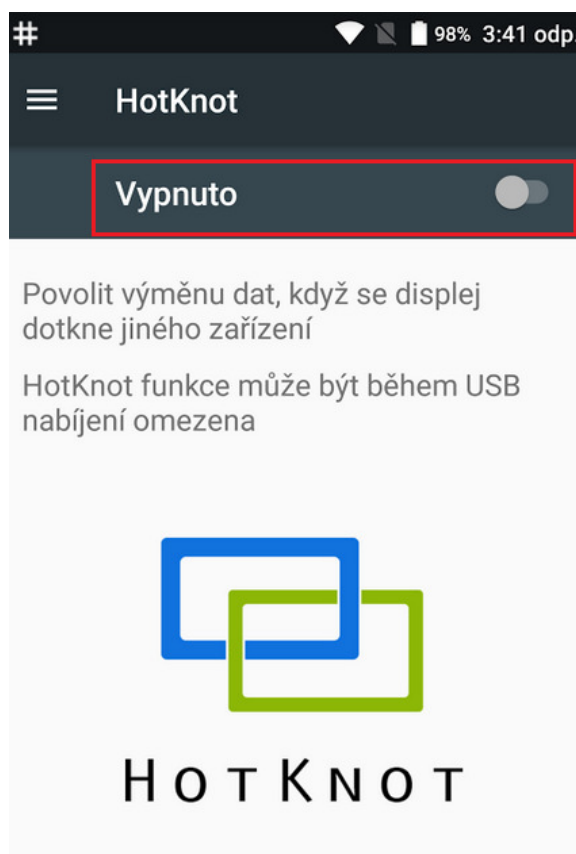 # 98% 3:41 odp.
HotKnot
Vypnuto
Povolit výměnu dat, když se displej
dotkne jiného zařízení
HotKnot funkce může být během USB
nabíjení omezena
HOTKNOT